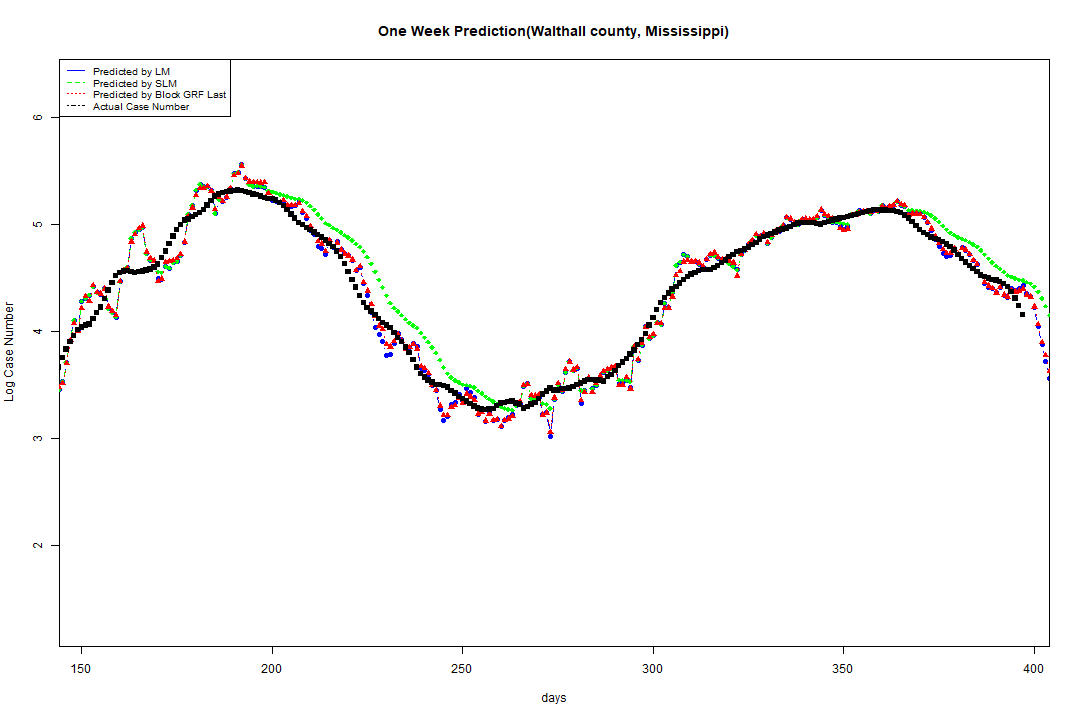 One Week Prediction(Walthall county, Mississippi)
Predicted by LM
Predicted by SLM
Predicted by Block GRF Last
Actual Case Number
6
5
4
3
2
Log Case Number
150 200 250 300 350 400
days